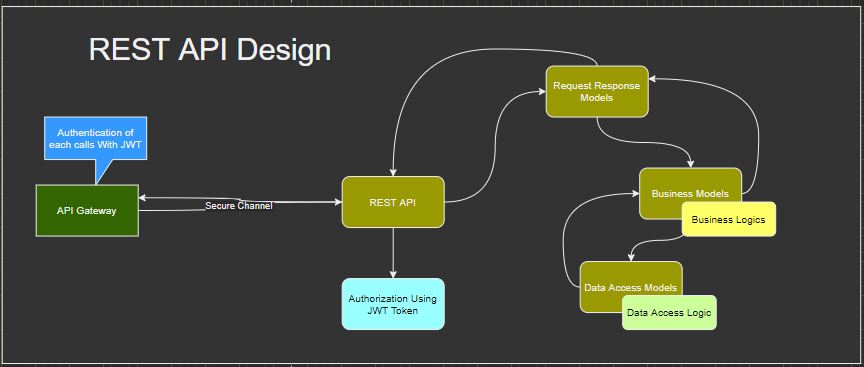 REST API Design
Request Response
Models
Authentication of
each calls With JWT
API Gateway
Secure Channel
REST API
Business Models
Business Logics
Authorization Using
JWT Token
Data Access Models
Data Access Logic